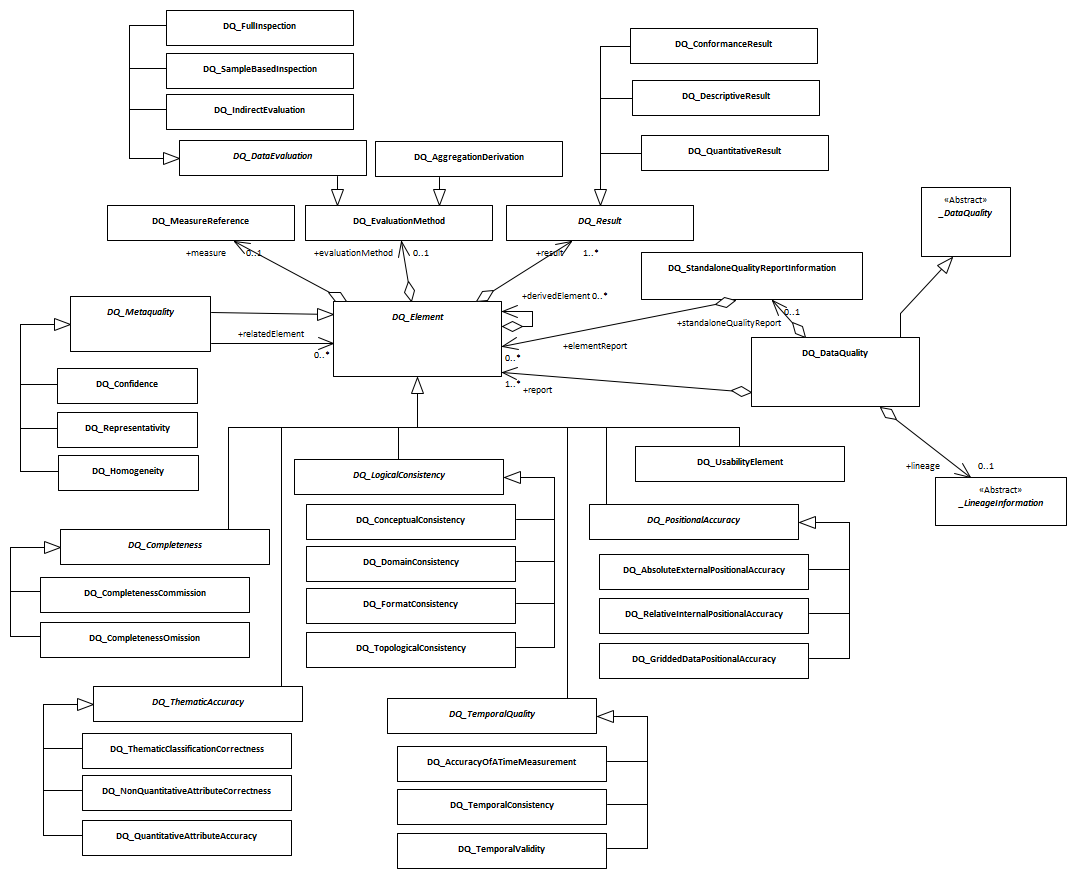 DQ_FullInspection
DQ_SampleBasedInspection
DQ_IndirectEvaluation
DQ_DataEvaluation
DQ_AggregationDerivation
DQ_ConformanceResult
DQ_DescriptiveResult
DQ_QuantitativeResult
DQ_MeasureReference
DQ_EvaluationMethod
DQ_Result
«Abstract»
_DataQuality
+measure
0..1
+evaluationMethod
0..1
+result
1..*
DQ_StandaloneQualityReportInformation
DQ_Metaquality
DQ_Element
+derivedElement 0..*
0..1
+standaloneQualityReport
+relatedElement
0..*
+elementReport
0..*
DQ_DataQuality
1..*
+report
DQ_Confidence
DQ_Representativity
DQ_Homogeneity
DQ_LogicalConsistency
DQ_UsabilityElement
+lineage
0..1
«Abstract»
_LineageInformation
DQ_ConceptualConsistency
DQ_DomainConsistency
DQ_FormatConsistency
DQ_TopologicalConsistency
DQ_PositionalAccuracy
DQ_AbsoluteExternalPositionalAccuracy
DQ_RelativeInternalPositionalAccuracy
DQ_GriddedDataPositionalAccuracy
DQ_Completeness
DQ_CompletenessCommission
DQ_CompletenessOmission
DQ_ThematicAccuracy
DQ_ThematicClassificationCorrectness
DQ_NonQuantitativeAttributeCorrectness
DQ_QuantitativeAttributeAccuracy
DQ_TemporalQuality
DQ_AccuracyOfATimeMeasurement
DQ_TemporalConsistency
DQ_TemporalValidity